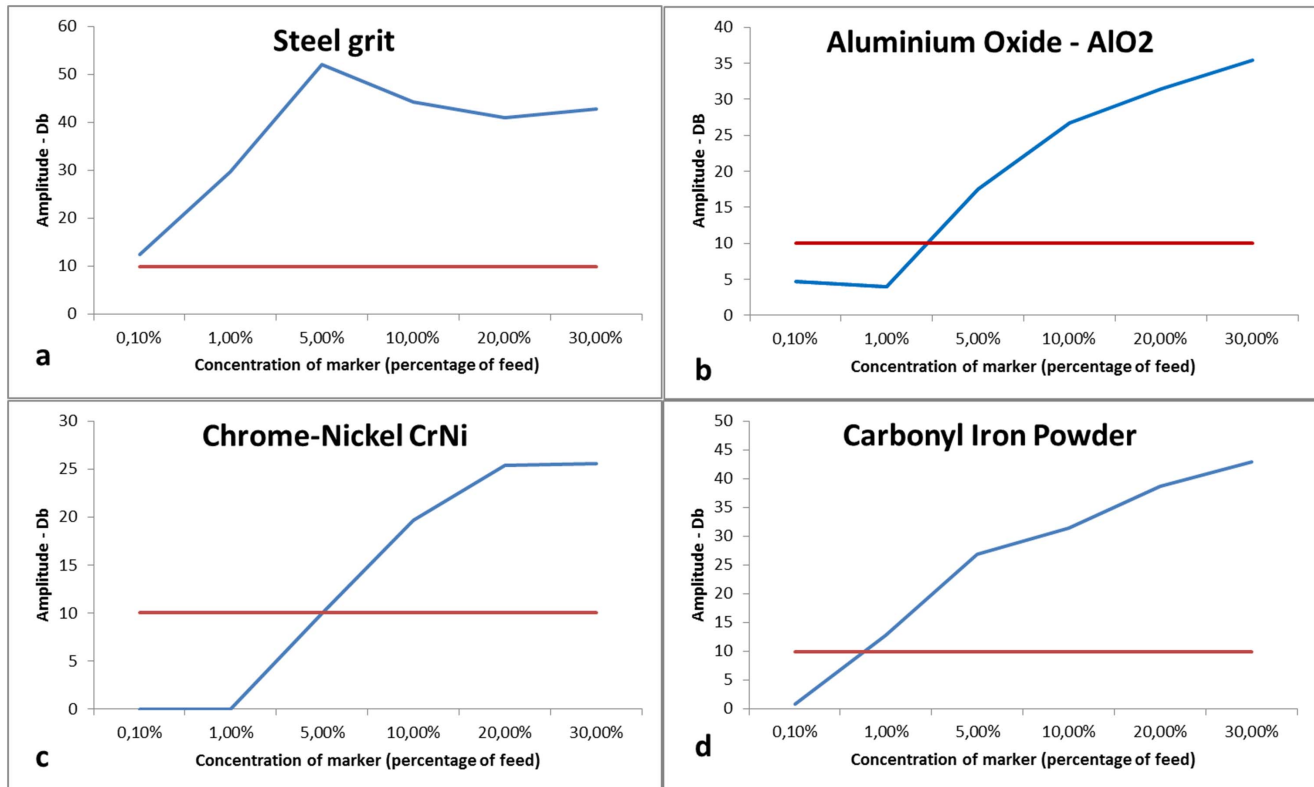 Steel grit
Amplitude - Db
60
50
40
30
20
10
0
0,10% 1,00% 5,00% 10,00% 20,00% 30,00%
Concentration of marker (percentage of feed)
a
Aluminium Oxide - AlO2
Amplitude - DB
40
35
30
25
20
15
10
5
0
0,10% 1,00% 5,00% 10,00% 20,00% 30,00%
Concentration of marker (percentage of feed)
b
Chrome-Nickel CrNi
Amplitude - Db
30
25
20
15
10
5
0
0,10% 1,00% 5,00% 10,00% 20,00% 30,00%
Concentration of marker (percentage of feed)
c
Carbonyl Iron Powder
Amplitude - Db
50
45
40
35
30
25
20
15
10
5
0
0,10% 1,00% 5,00% 10,00% 20,00% 30,00%
Concentration of marker (percentage of feed)
d